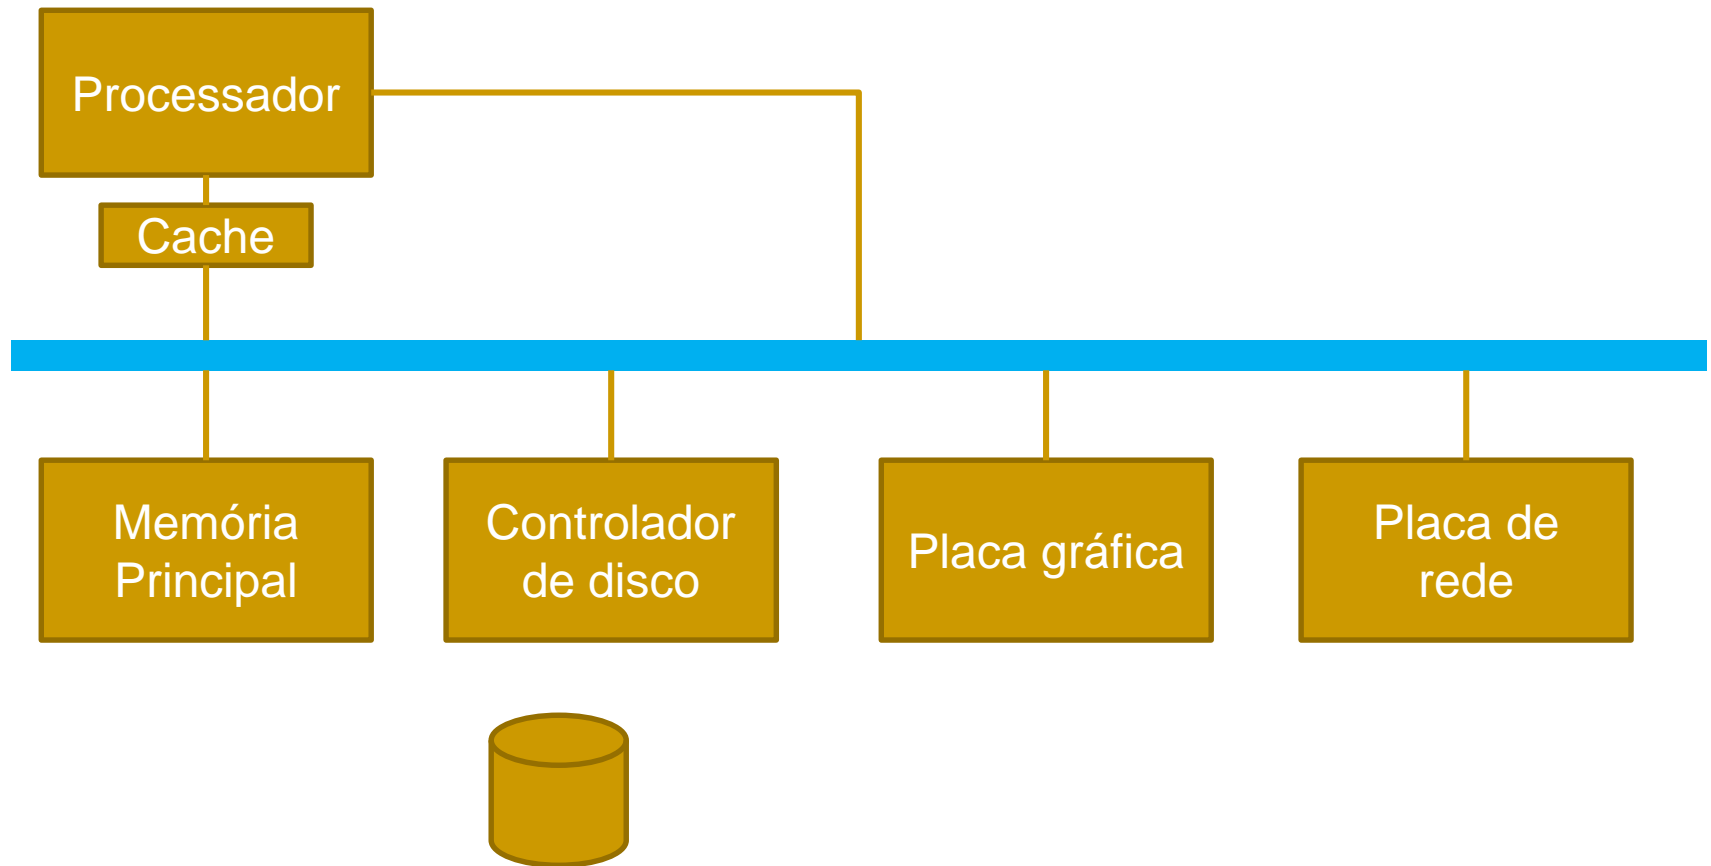 Processador
Cache
Memória
Principal
Controlador
de disco
Placa gráfica
Placa de
rede